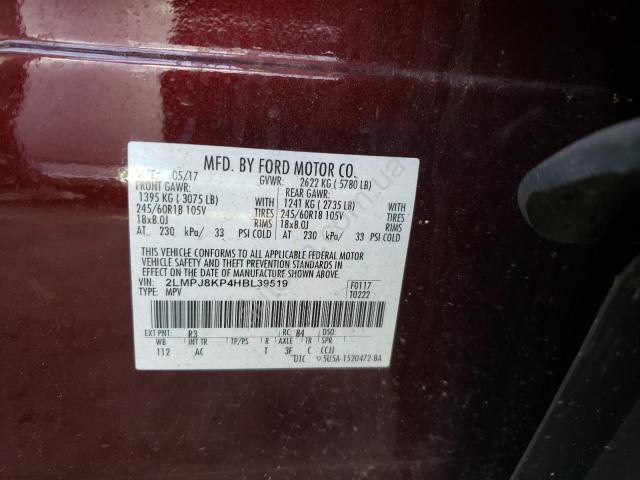 MFD. BY FORD MOTOR CO.
05/17 GVWR: 2622 KG ( 5780 LB)
FRONT GAWR: REAR GAWR:
1395 KG ( 3075 LB) WITH 1241 KG ( 2735 LB) WITH
245/60R18 105V TIRES 245/60R18 105V TIRES
18x8.0J RIMS 18x8.0J RIMS
AT 230 kPa/ 33 PSI COLD AT 230 kPa/ 33 PSI COLD
THIS VEHICLE CONFORMS TO ALL APPLICABLE FEDERAL MOTOR
VEHICLE SAFETY AND THEFT PREVENTION STANDARDS IN
EFFECT ON THE DATE OF MANUFACTURE SHOWN ABOVE.
VIN: 2LMPJ8KP4HBL39519 F0117
TYPE: MPV T0222
EXT PNT: R3 RC: 84 DSO:
WB INT TR TP/PS R AXLE TR SPR
112 AC T 3F C CCJJ
UTC 5U5A-1520472-BA